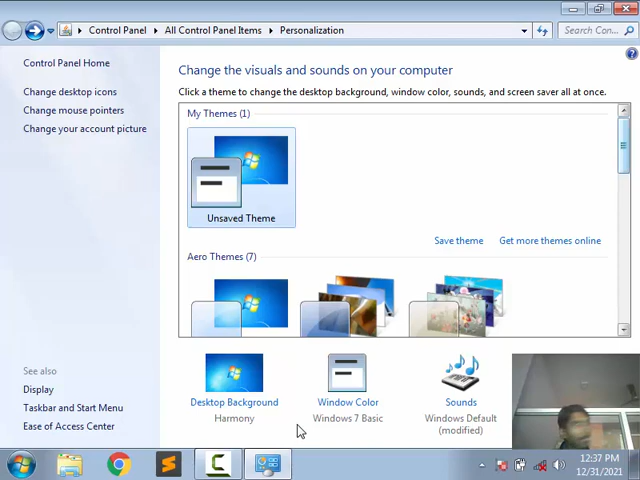 Control Panel
All Control Panel Items
Personalization
Search Con...
Control Panel Home
Change desktop icons
Change mouse pointers
Change your account picture
Change the visuals and sounds on your computer
Click a theme to change the desktop background, window color, sounds, and screen saver all at once.
My Themes (1)
Unsaved Theme
Save theme
Get more themes online
Aero Themes (7)
Desktop Background
Harmony
Window Color
Windows 7 Basic
Sounds
Windows Default
(modified)
See also
Display
Taskbar and Start Menu
Ease of Access Center
12:37 PM
12/31/2021